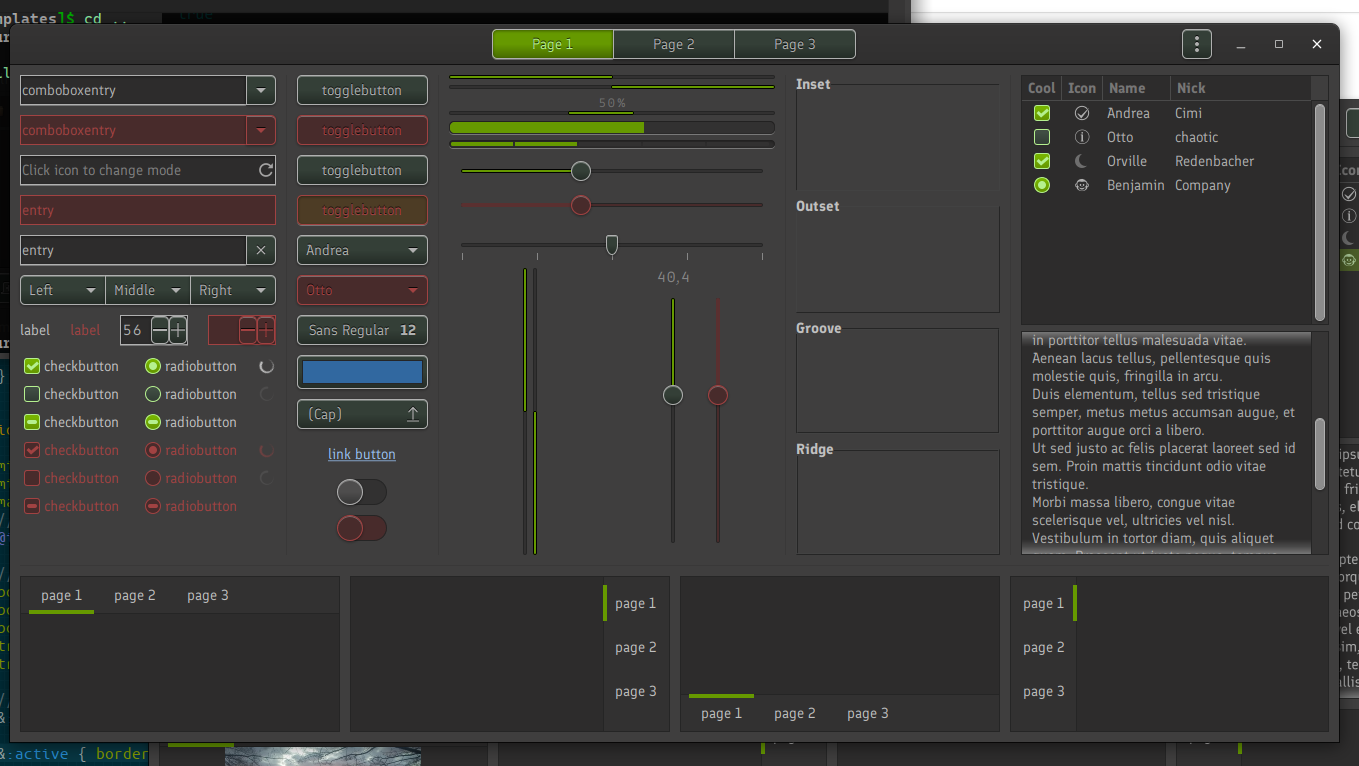 mplates]$ cd ..
true
Page 1
Page 2
Page 3
comboboxentry
comboboxentry
Click icon to change mode
entry
entry
Left
Middle
Right
label
label
56
checkbutton
radiobutton
checkbutton
radiobutton
checkbutton
radiobutton
checkbutton
radiobutton
checkbutton
radiobutton
checkbutton
radiobutton
togglebutton
togglebutton
togglebutton
togglebutton
Andrea
Otto
Sans Regular 12
(Cap)
link button
50%
40,4
Inset
Outset
Groove
Ridge
Cool Icon Name Nick
Andrea Cimi
Otto chaotic
Orville Redenbacher
Benjamin Company
in porttitor tellus malesuada vitae.
Aenean lacus tellus, pellentesque quis
molestie quis, fringilla in arcu.
Duis elementum, tellus sed tristique
semper, metus metus accumsan augue, et
porttitor augue orci a libero.
Ut sed justo ac felis placerat laoreet sed id
sem. Proin mattis tincidunt odio vitae
tristique.
Morbi massa libero, congue vitae
scelerisque vel, ultricies vel nisl.
Vestibulum in tortor diam, quis aliquet
page 1
page 2
page 3
page 1
page 2
page 3
page 1
page 2
page 3
page 1
page 2
page 3
&:active { border